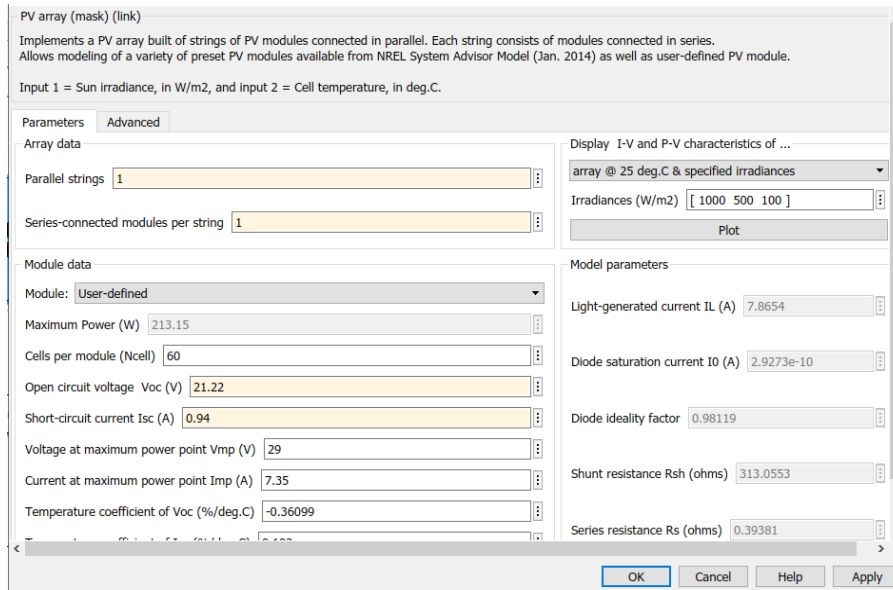 PV array (mask) (link)
Implements a PV array built of strings of PV modules connected in parallel. Each string consists of modules connected in series.
Allows modeling of a variety of preset PV modules available from NREL System Advisor Model (Jan. 2014) as well as user-defined PV module.
Input 1 = Sun irradiance, in W/m2, and input 2 = Cell temperature, in deg.C.
Parameters Advanced
Array data
Parallel strings 1
Series-connected modules per string 1
Display I-V and P-V characteristics of ...
array @ 25 deg.C & specified irradiances
Irradiances (W/m2) [ 1000 500 100 ]
Plot
Module data
Module: User-defined
Maximum Power (W) 213.15
Cells per module (Ncell) 60
Open circuit voltage Voc (V) 21.22
Short-circuit current Isc (A) 0.94
Voltage at maximum power point Vmp (V) 29
Current at maximum power point Imp (A) 7.35
Temperature coefficient of Voc (%/deg.C) -0.36099
Model parameters
Light-generated current IL (A) 7.8654
Diode saturation current I0 (A) 2.9273e-10
Diode ideality factor 0.98119
Shunt resistance Rsh (ohms) 313.0553
Series resistance Rs (ohms) 0.39381
OK Cancel Help Apply